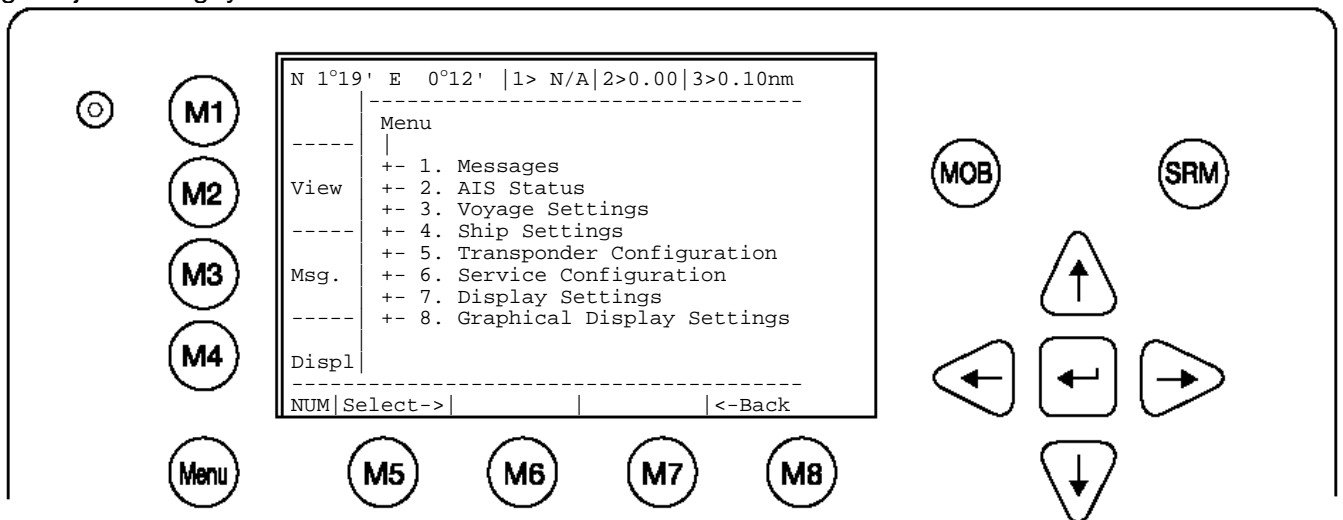 N 1°19' E 0°12' |1> N/A|2>0.00|3>0.10nm
M1
Menu
1. Messages
MOB
SRM
M2
View
+- 2. AIS Status
+- 3. Voyage Settings
+- 4. Ship Settings
+- 5. Transponder Configuration
M3
Msg.
+- 6. Service Configuration
+- 7. Display Settings
+- 8. Graphical Display Settings
M4
Displ
NUM|Select->| | |<-Back
Menu
M5
M6
M7
M8